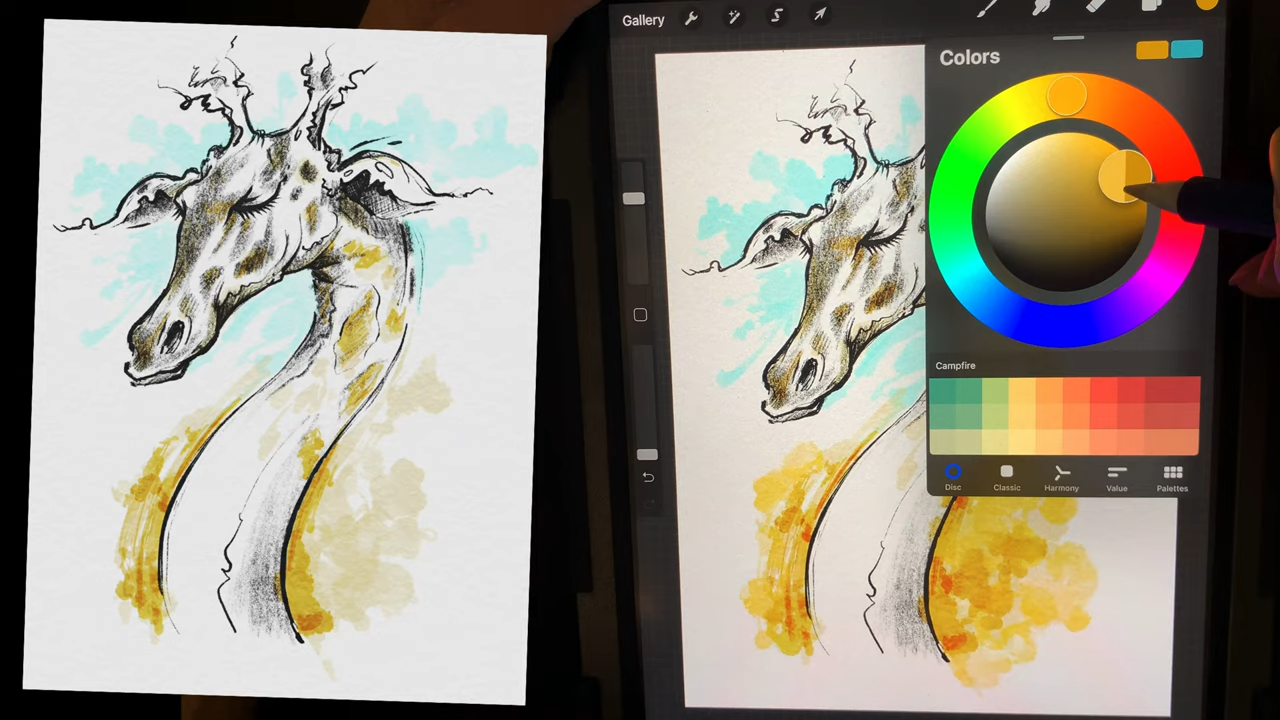 Gallery
Colors
Campfire
Disc
Classic
Harmony
Value
Palettes